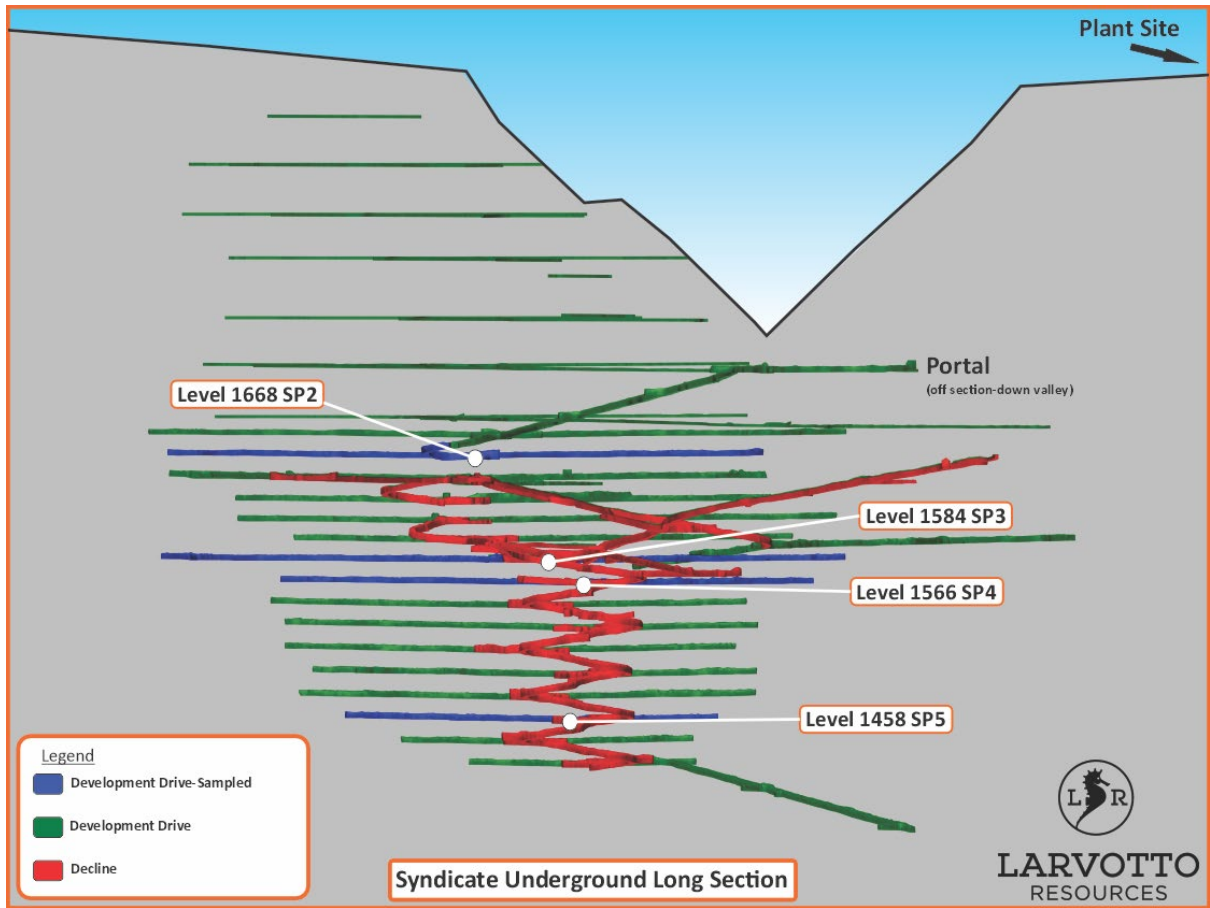 Plant Site
Portal
(off section-down valley)
Level 1668 SP2
Level 1584 SP3
Level 1566 SP4
Level 1458 SP5
Legend
Development Drive-Sampled
Development Drive
Decline
Syndicate Underground Long Section
L R
LARVOTTO
RESOURCES